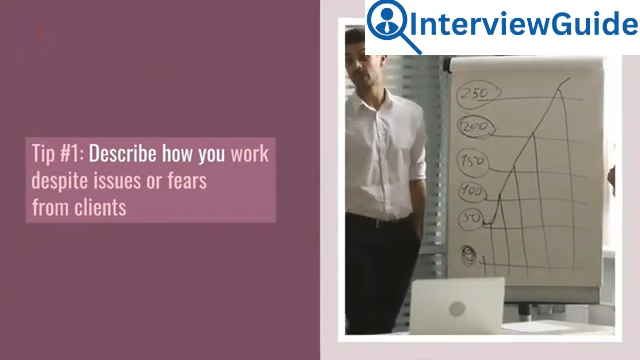 InterviewGuide
Tip #1: Describe how you work
despite issues or fears
from clients
250
200
150
100
50